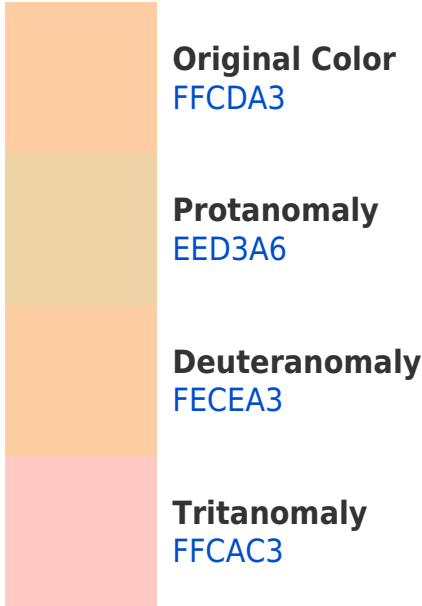 Original Color
FFCDA3
Protanomaly
EED3A6
Deuteranomaly
FECEA3
Tritanomaly
FFCAC3